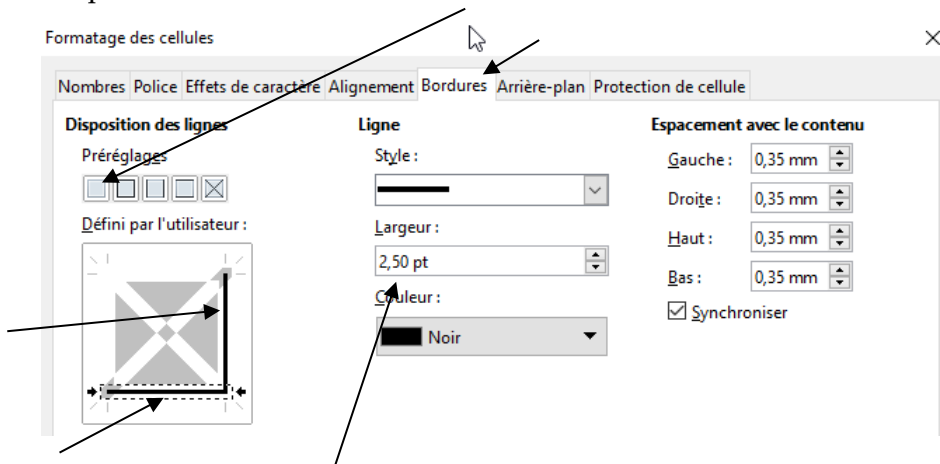 Formatage des cellules
Nombres Police Effets de caractère Alignement Bordures Arrière-plan Protection de cellule
Disposition des lignes Ligne Espacement avec le contenu
Préréglages Style : Gauche : 0,35 mm
Droite : 0,35 mm
Défini par l'utilisateur : Largeur : Haut : 0,35 mm
2,50 pt Bas : 0,35 mm
Couleur : Synchroniser
Noir